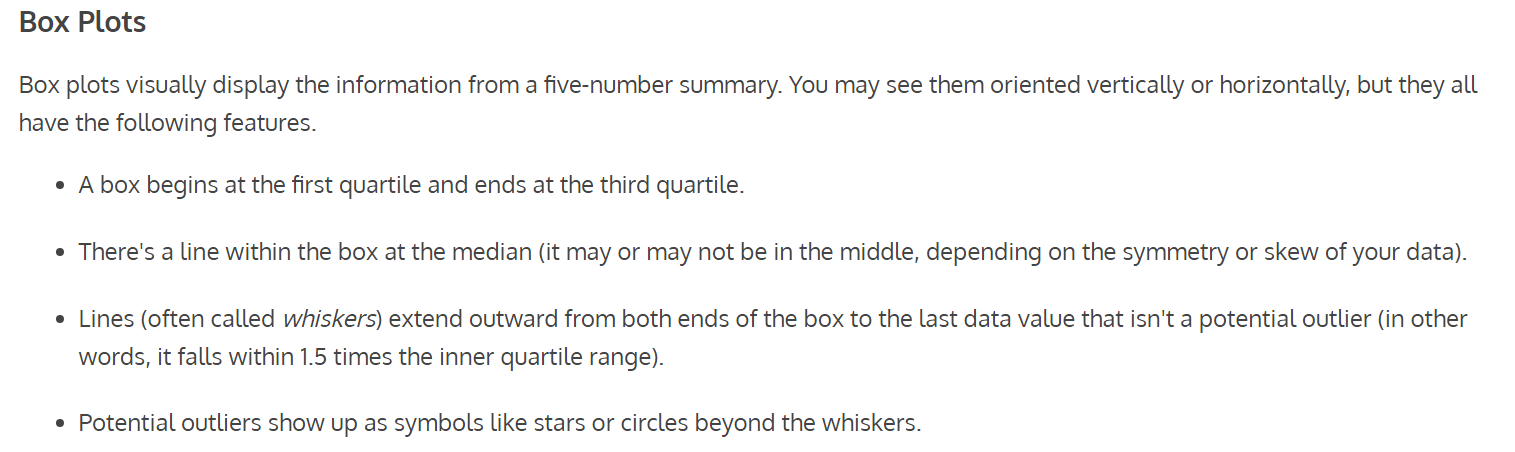 Box Plots
Box plots visually display the information from a five-number summary. You may see them oriented vertically or horizontally, but they all
have the following features.
• A box begins at the first quartile and ends at the third quartile.
• There's a line within the box at the median (it may or may not be in the middle, depending on the symmetry or skew of your data).
• Lines (often called whiskers) extend outward from both ends of the box to the last data value that isn't a potential outlier (in other
words, it falls within 1.5 times the inner quartile range).
• Potential outliers show up as symbols like stars or circles beyond the whiskers.